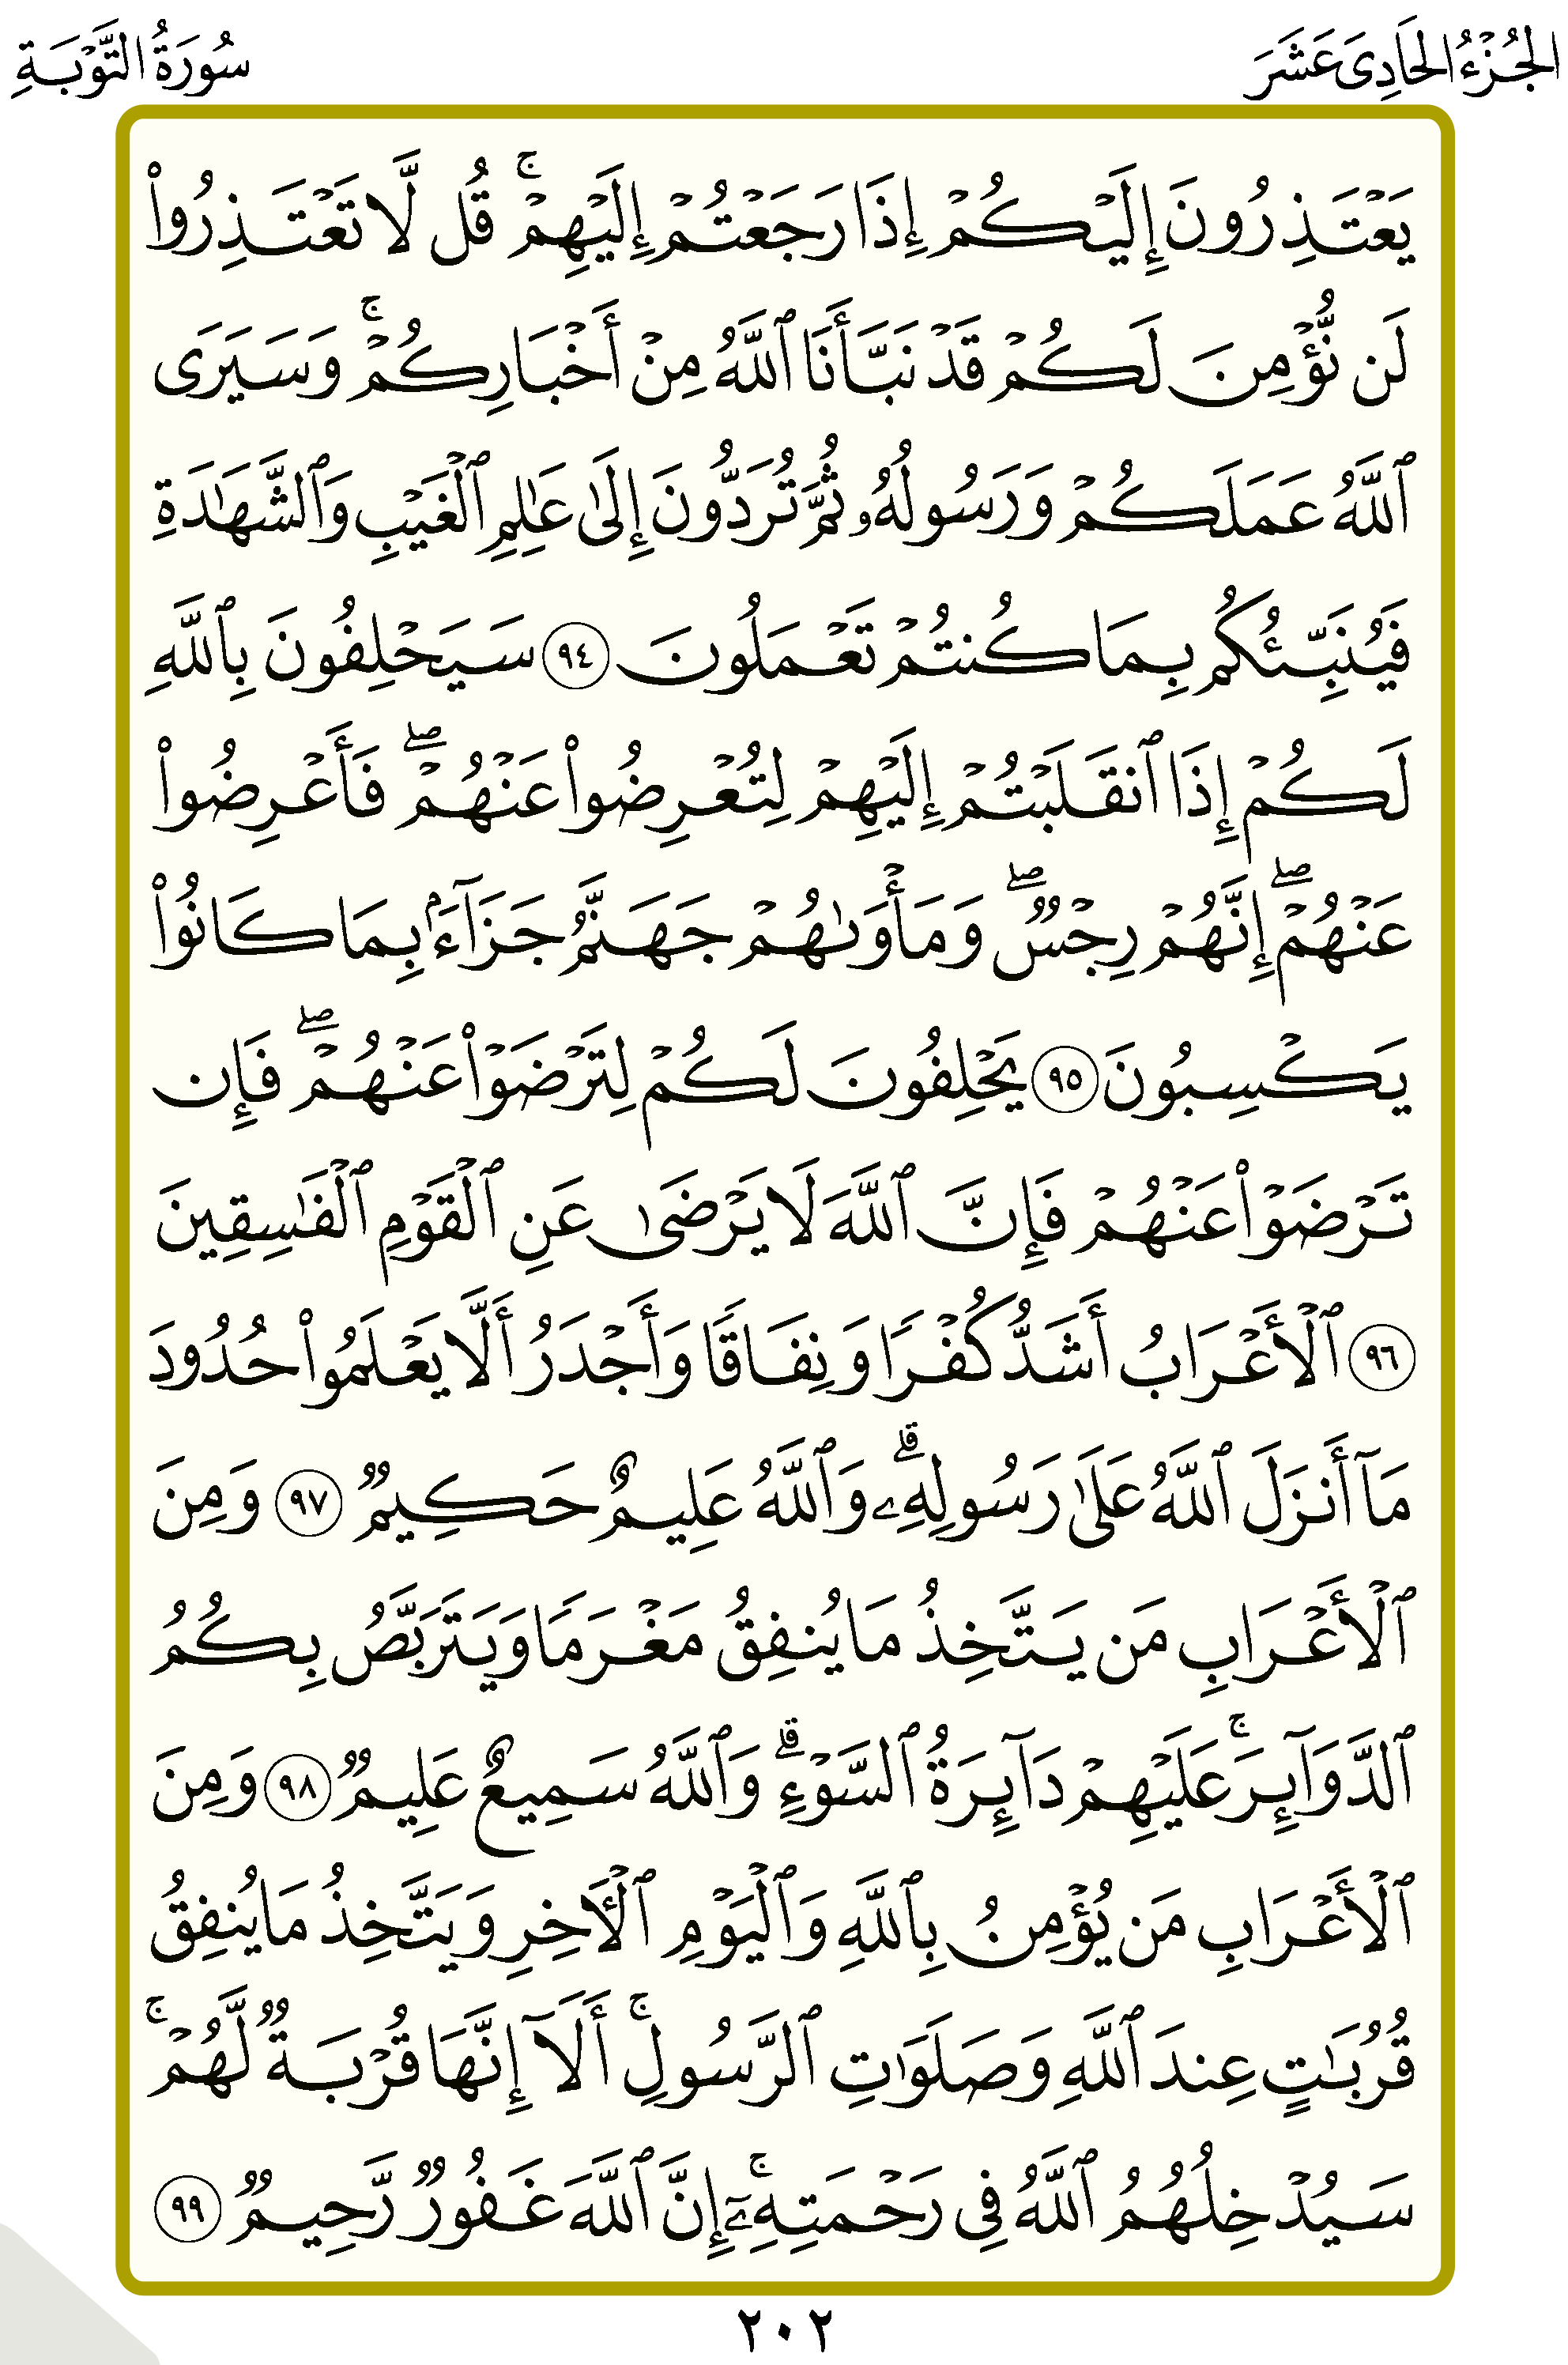 الجُزْءُ الحَادِىَ عَشَرَ
سُورَةُ التَّوْبَةِ
يَعْتَذِرُونَ إِلَيْكُمْ إِذَا رَجَعْتُمْ إِلَيْهِمْ ۚ قُل لَّا تَعْتَذِرُوا۟
لَن نُّؤْمِنَ لَكُمْ قَدْ نَبَّأَنَا ٱللَّهُ مِنْ أَخْبَارِكُمْ ۚ وَسَيَرَى
ٱللَّهُ عَمَلَكُمْ وَرَسُولُهُۥ ثُمَّ تُرَدُّونَ إِلَىٰ عَـٰلِمِ ٱلْغَيْبِ وَٱلشَّهَـٰدَةِ
فَيُنَبِّئُكُم بِمَا كُنتُمْ تَعْمَلُونَ ٩٤ سَيَحْلِفُونَ بِٱللَّهِ
لَكُمْ إِذَا ٱنقَلَبْتُمْ إِلَيْهِمْ لِتُعْرِضُوا۟ عَنْهُمْ ۖ فَأَعْرِضُوا۟
عَنْهُمْ ۖ إِنَّهُمْ رِجْسٌ ۖ وَمَأْوَىٰهُمْ جَهَنَّمُ جَزَآءًۢ بِمَا كَانُوا۟
يَكْسِبُونَ ٩٥ يَحْلِفُونَ لَكُمْ لِتَرْضَوْا۟ عَنْهُمْ ۖ فَإِن
تَرْضَوْا۟ عَنْهُمْ فَإِنَّ ٱللَّهَ لَا يَرْضَىٰ عَنِ ٱلْقَوْمِ ٱلْفَـٰسِقِينَ
٩٦ ٱلْأَعْرَابُ أَشَدُّ كُفْرًا وَنِفَاقًا وَأَجْدَرُ أَلَّا يَعْلَمُوا۟ حُدُودَ
مَآ أَنزَلَ ٱللَّهُ عَلَىٰ رَسُولِهِۦ ۗ وَٱللَّهُ عَلِيمٌ حَكِيمٌ ٩٧ وَمِنَ
ٱلْأَعْرَابِ مَن يَتَّخِذُ مَا يُنفِقُ مَغْرَمًا وَيَتَرَبَّصُ بِكُمُ
ٱلدَّوَآئِرَ ۚ عَلَيْهِمْ دَآئِرَةُ ٱلسَّوْءِ ۗ وَٱللَّهُ سَمِيعٌ عَلِيمٌ ٩٨ وَمِنَ
ٱلْأَعْرَابِ مَن يُؤْمِنُ بِٱللَّهِ وَٱلْيَوْمِ ٱلْـَٔاخِرِ وَيَتَّخِذُ مَا يُنفِقُ
قُرُبَـٰتٍ عِندَ ٱللَّهِ وَصَلَوَٰتِ ٱلرَّسُولِ ۚ أَلَآ إِنَّهَا قُرْبَةٌ لَّهُمْ ۚ
سَيُدْخِلُهُمُ ٱللَّهُ فِى رَحْمَتِهِۦٓ ۚ إِنَّ ٱللَّهَ غَفُورٌ رَّحِيمٌ ٩٩
٢٠٢